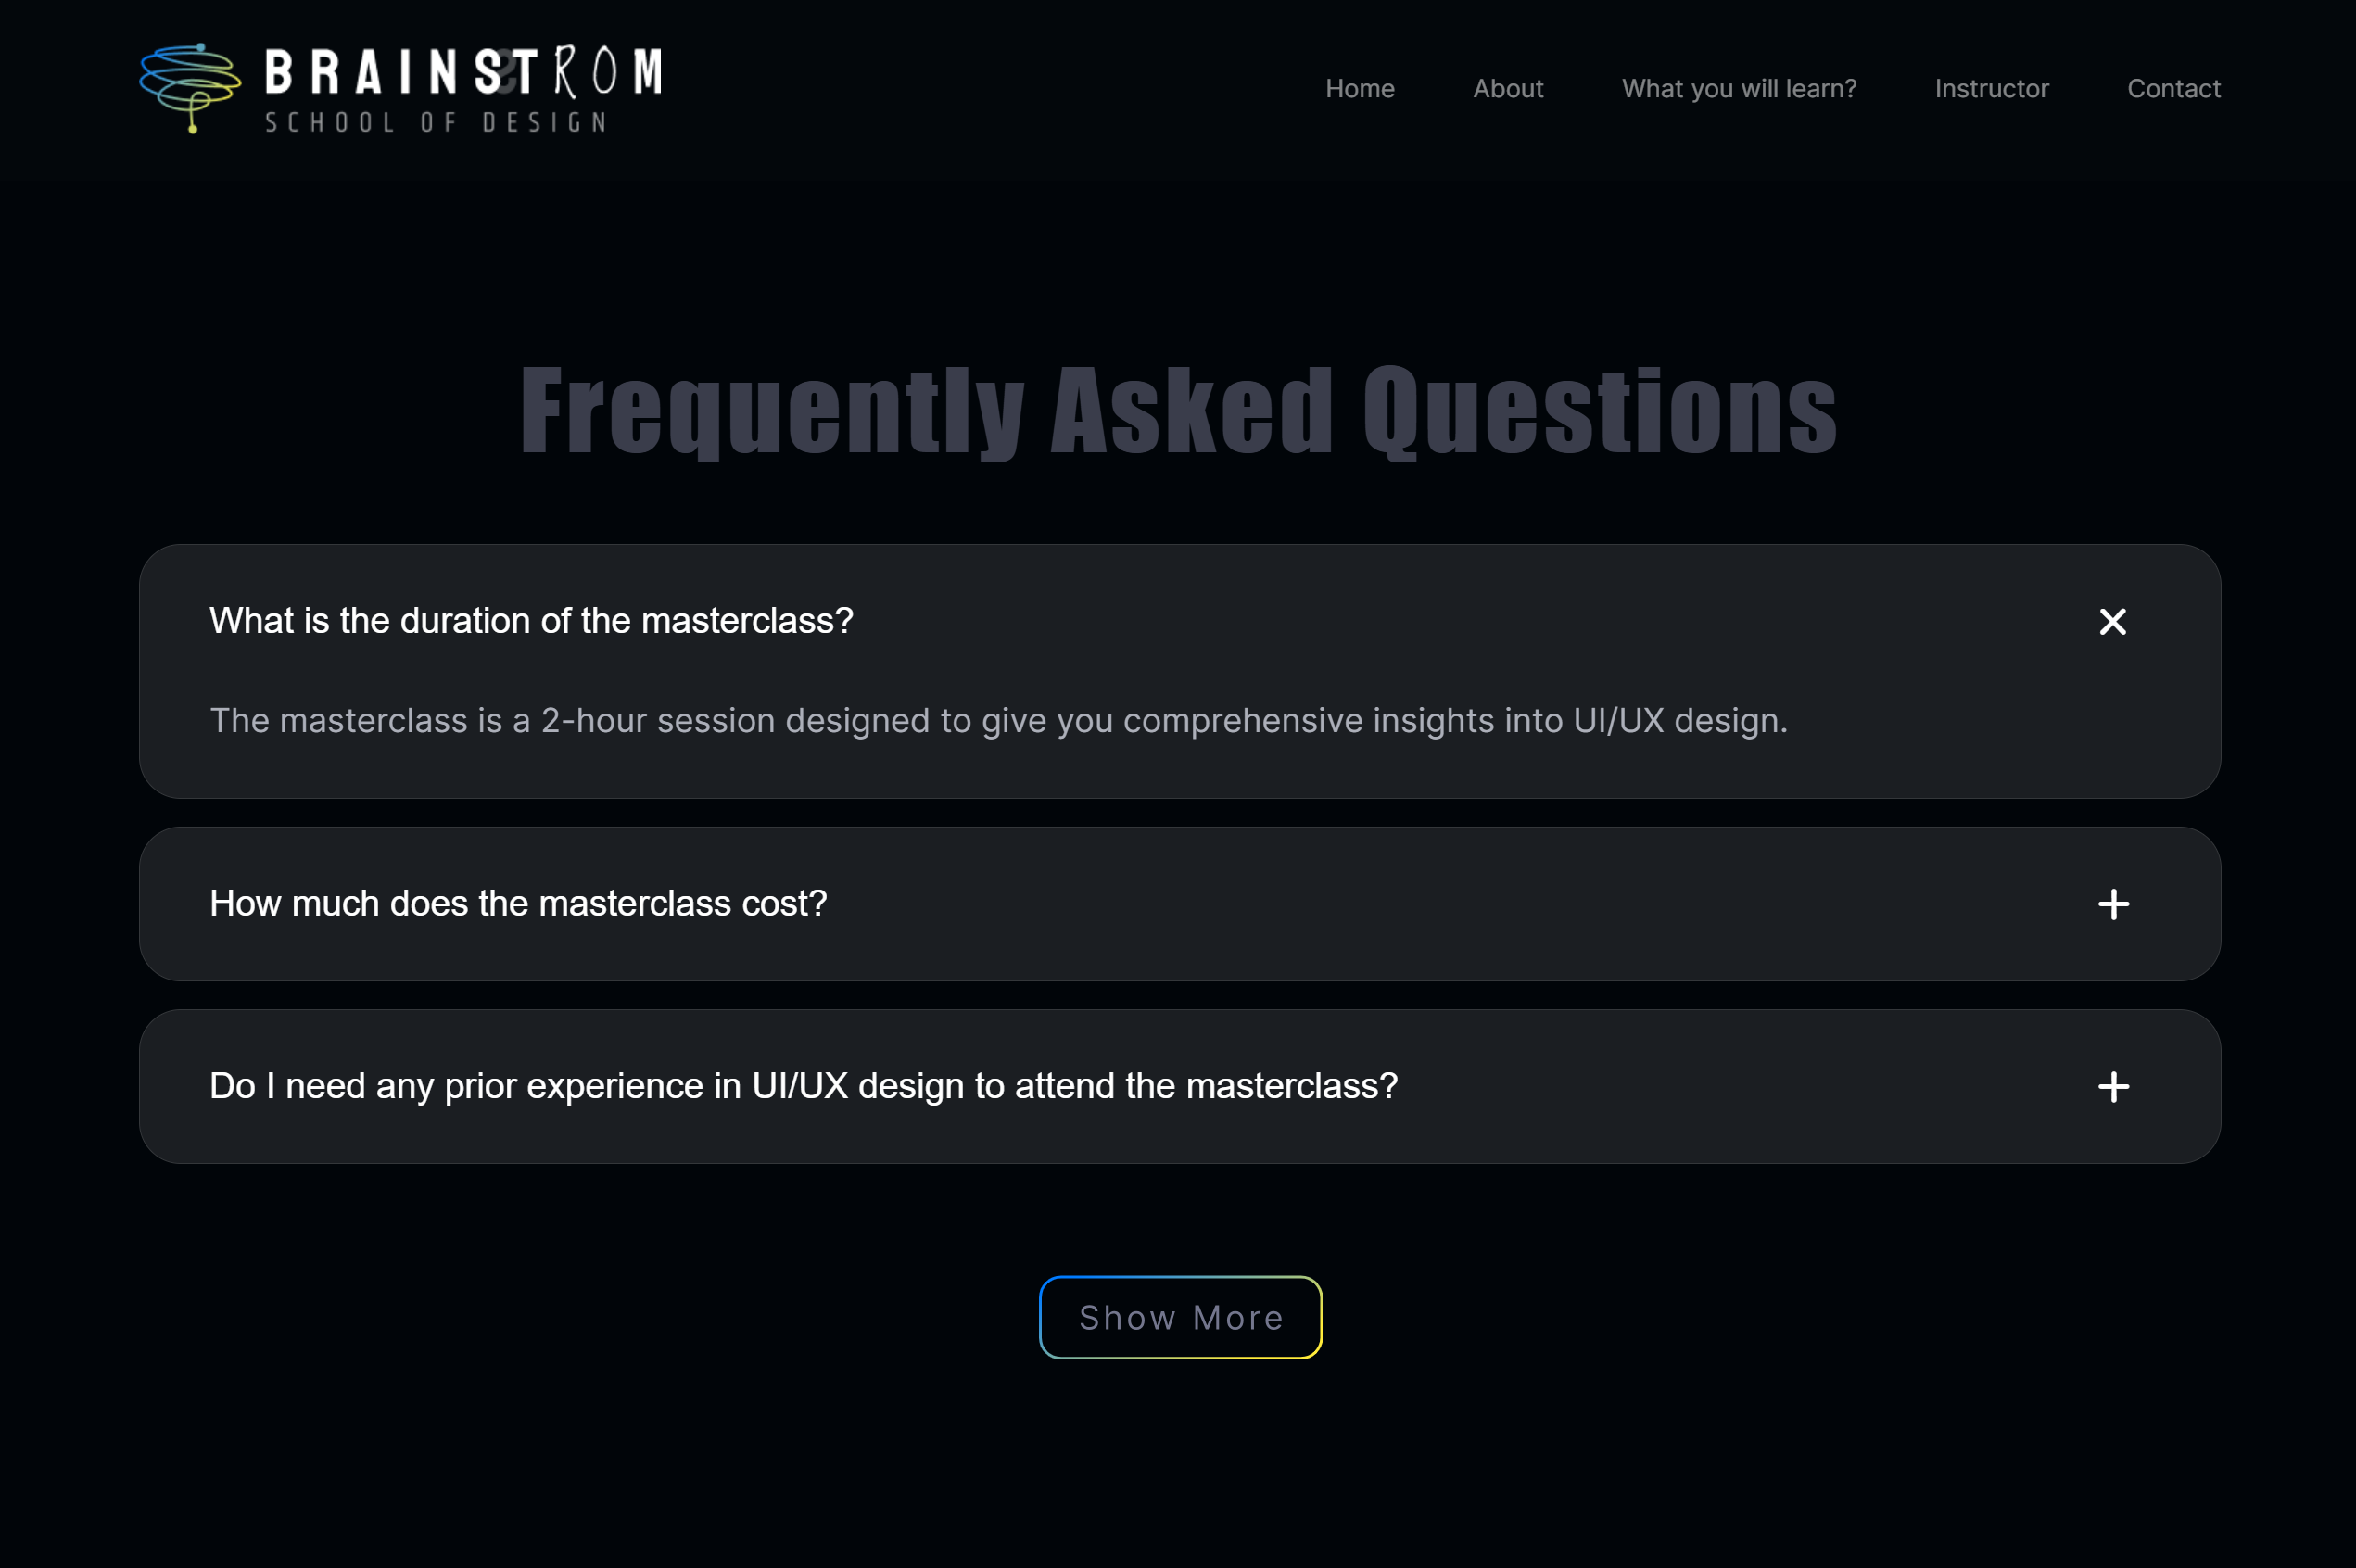 BRAINSTROM
SCHOOL OF DESIGN
Home About What you will learn? Instructor Contact
Frequently Asked Questions
What is the duration of the masterclass?
The masterclass is a 2-hour session designed to give you comprehensive insights into UI/UX design.
How much does the masterclass cost?
Do I need any prior experience in UI/UX design to attend the masterclass?
Show More